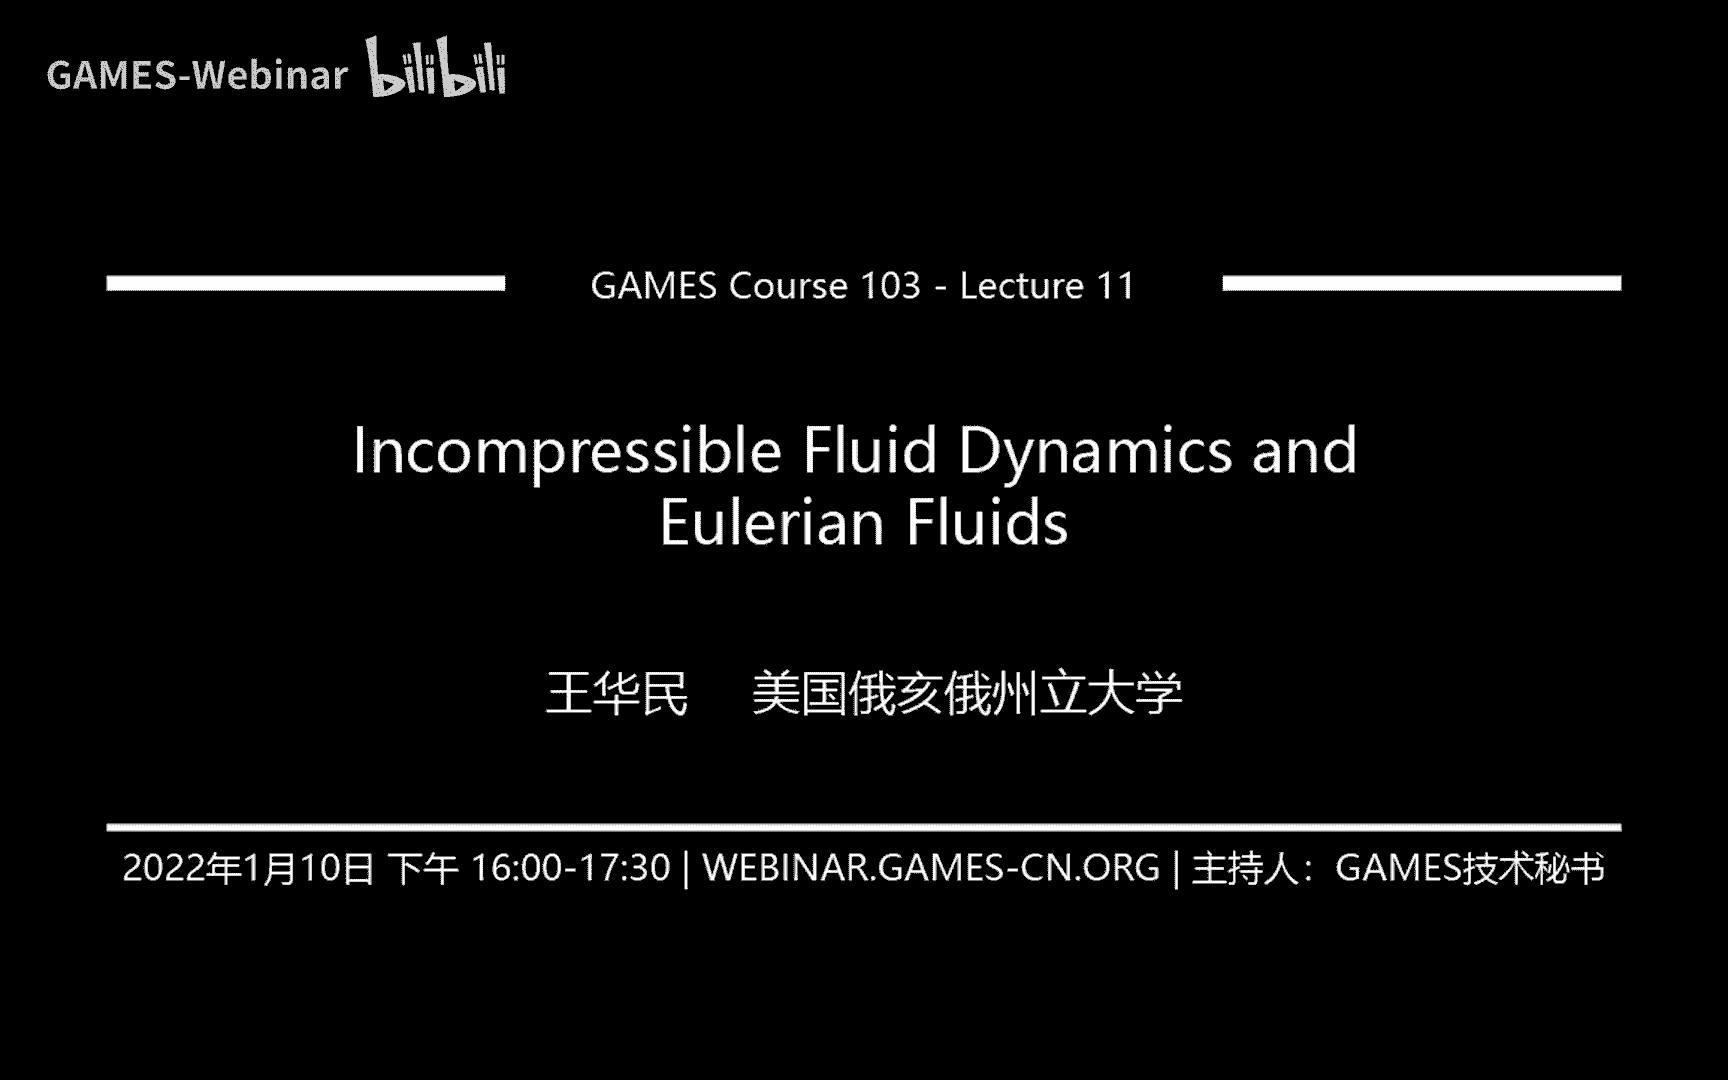 GAMES-Webinar bilibili
GAMES Course 103 - Lecture 11
Incompressible Fluid Dynamics and
Eulerian Fluids
王华民 美国俄亥俄州立大学
2022年1月10日 下午 16:00-17:30 | WEBINAR.GAMES-CN.ORG | 主持人：GAMES技术秘书